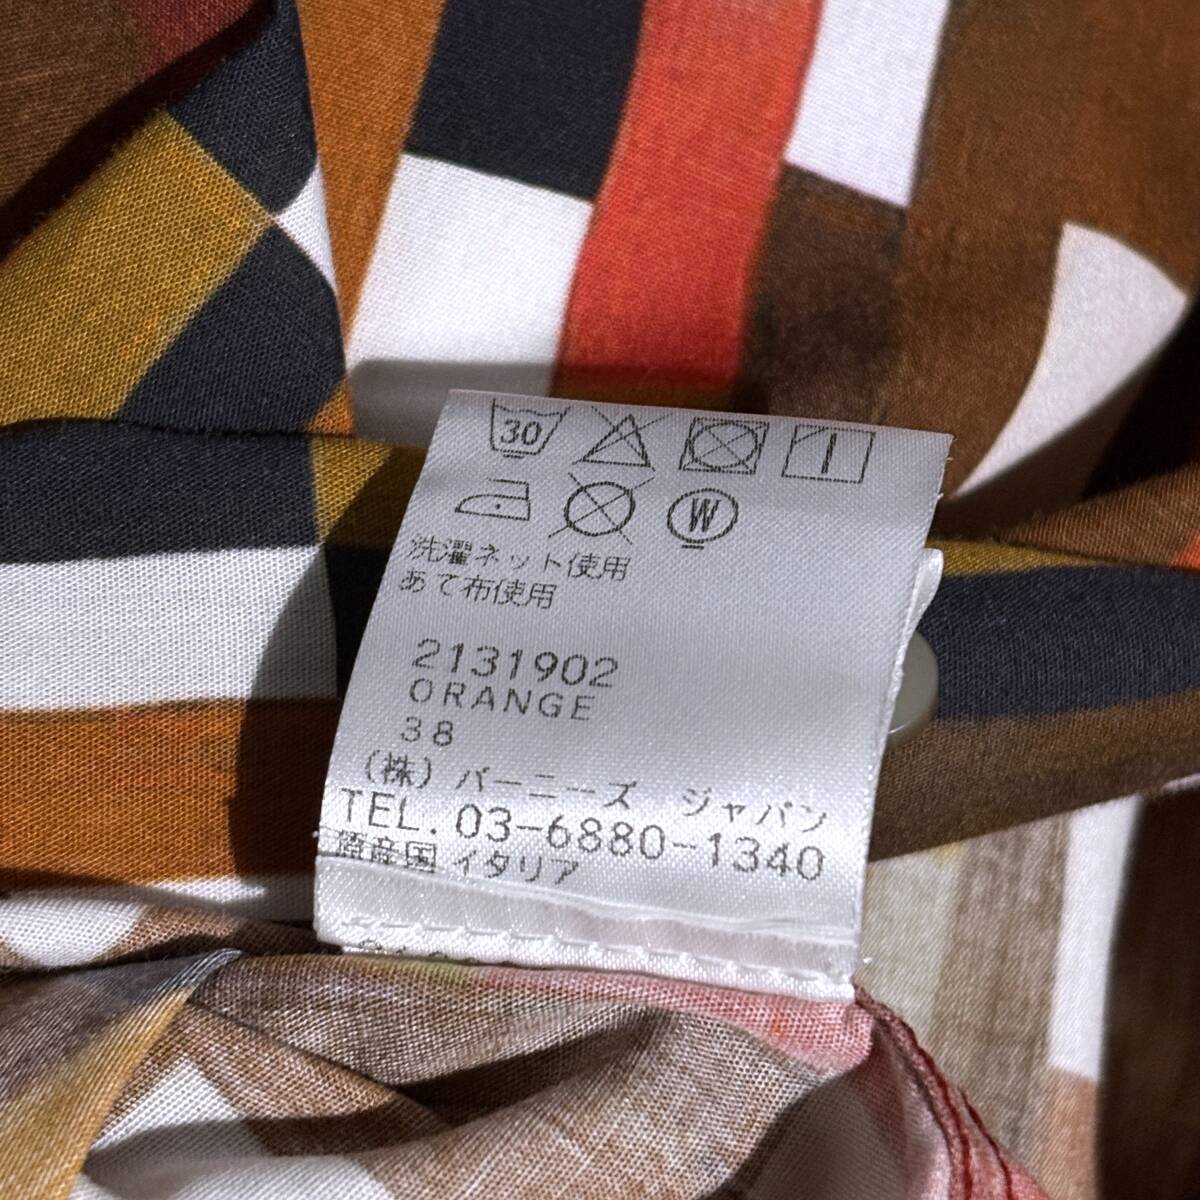 30
W
洗濯ネット使用
あて布使用
2131902
ORANGE
38
(株) バーニーズ ジャパン
TEL. 03-6880-1340
原産国 イタリア